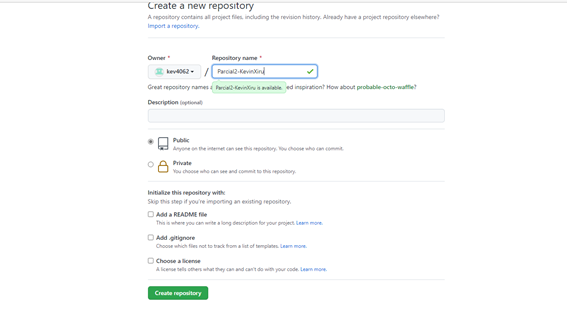 Create a new repository
A repository contains all project files, including the revision history. Already have a project repository elsewhere?
Import a repository.
Owner * Repository name *
kev4062 / Parcial2-KevinXiru
Great repository names a Parcial2-KevinXiru is available. ed inspiration? How about probable-octo-waffle?
Description (optional)
Public
Anyone on the internet can see this repository. You choose who can commit.
Private
You choose who can see and commit to this repository.
Initialize this repository with:
Skip this step if you're importing an existing repository.
Add a README file
This is where you can write a long description for your project. Learn more.
Add .gitignore
Choose which files not to track from a list of templates. Learn more.
Choose a license
A license tells others what they can and can't do with your code. Learn more.
Create repository